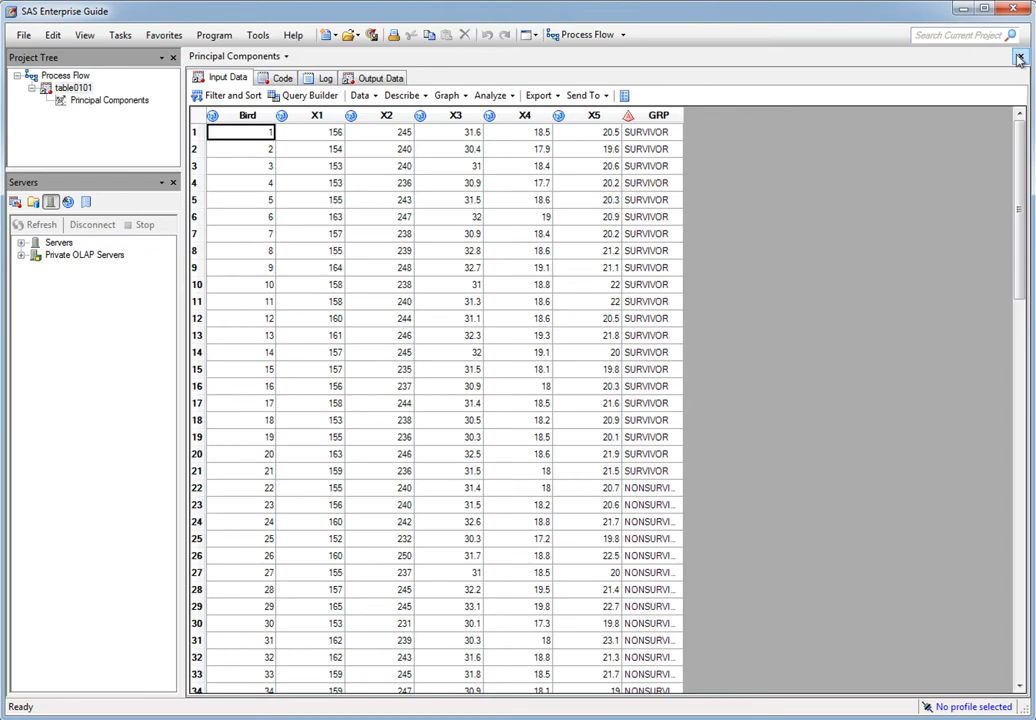 SAS Enterprise Guide
File Edit View Tasks Favorites Program Tools Help Process Flow Search Current Project
Project Tree
Process Flow
table0101
Principal Components
Servers
Refresh Disconnect Stop
Servers
Private OLAP Servers
Principal Components
Input Data Code Log Output Data
Filter and Sort Query Builder Data Describe Graph Analyze Export Send To
Bird X1 X2 X3 X4 X5 GRP
1 1 156 245 31.6 18.5 20.5 SURVIVOR
2 2 154 240 30.4 17.9 19.6 SURVIVOR
3 3 153 240 31 18.4 20.6 SURVIVOR
4 4 153 236 30.9 17.7 20.2 SURVIVOR
5 5 155 243 31.5 18.6 20.3 SURVIVOR
6 6 163 247 32 19 20.9 SURVIVOR
7 7 157 238 30.9 18.4 20.2 SURVIVOR
8 8 155 239 32.8 18.6 21.2 SURVIVOR
9 9 164 248 32.7 19.1 21.1 SURVIVOR
10 10 158 238 31 18.8 22 SURVIVOR
11 11 158 240 31.3 18.6 22 SURVIVOR
12 12 160 244 31.1 18.6 20.5 SURVIVOR
13 13 161 246 32.3 19.3 21.8 SURVIVOR
14 14 157 245 32 19.1 20 SURVIVOR
15 15 157 235 31.5 18.1 19.8 SURVIVOR
16 16 156 237 30.9 18 20.3 SURVIVOR
17 17 158 244 31.4 18.5 21.6 SURVIVOR
18 18 153 238 30.5 18.2 20.9 SURVIVOR
19 19 155 236 30.3 18.5 20.1 SURVIVOR
20 20 163 246 32.5 18.6 21.9 SURVIVOR
21 21 159 236 31.5 18 21.5 SURVIVOR
22 22 155 240 31.4 18 20.7 NONSURVI...
23 23 156 240 31.5 18.2 20.6 NONSURVI...
24 24 160 242 32.6 18.8 21.7 NONSURVI...
25 25 152 232 30.3 17.2 19.8 NONSURVI...
26 26 160 250 31.7 18.8 22.5 NONSURVI...
27 27 155 237 31 18.5 20 NONSURVI...
28 28 157 245 32.2 19.5 21.4 NONSURVI...
29 29 165 245 33.1 19.8 22.7 NONSURVI...
30 30 153 231 30.1 17.3 19.8 NONSURVI...
31 31 162 239 30.3 18 23.1 NONSURVI...
32 32 162 243 31.6 18.8 21.3 NONSURVI...
33 33 159 245 31.8 18.5 21.7 NONSURVI...
34 34 159 247 30.9 18.1 19 NONSURVI...
Ready No profile selected